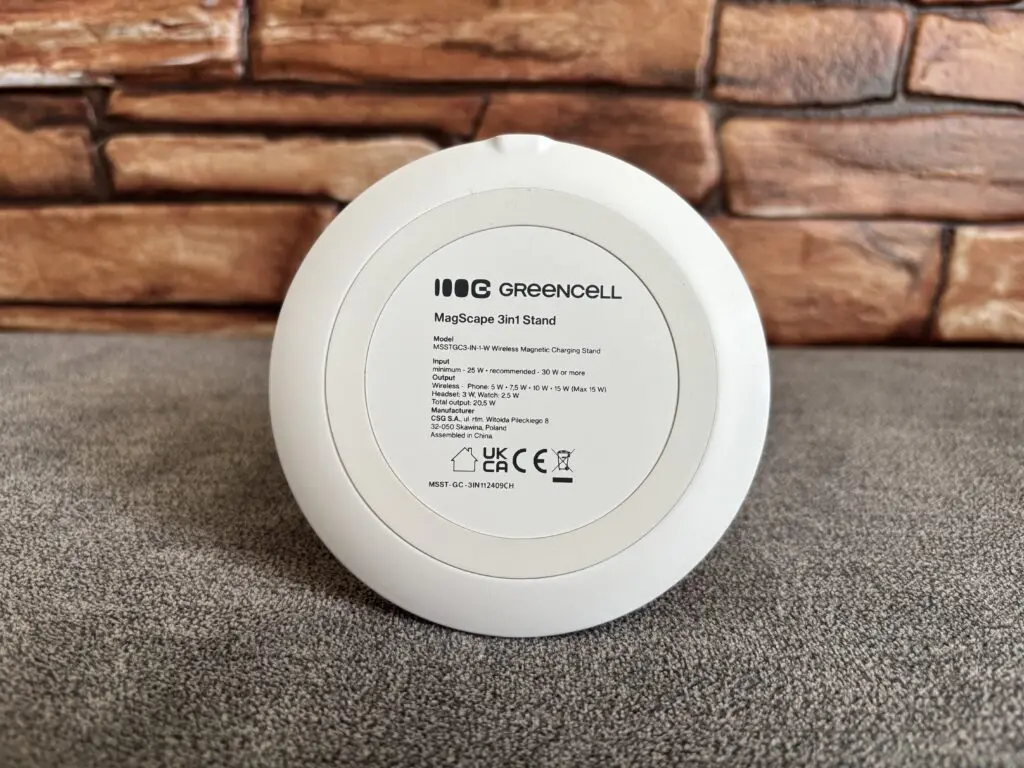 GREENCELL
MagScape 3in1 Stand
Model
MSSTGC3-IN-1-W Wireless Magnetic Charging Stand
Input
minimum - 25 W • recommended - 30 W or more
Output
Wireless - Phone: 5 W • 7,5 W • 10 W • 15 W (Max 15 W)
Headset: 3 W, Watch: 2.5 W
Total output: 20,5 W
Manufacturer
CSG S.A., ul. rtm. Witolda Pileckiego 8
32-050 Skawina, Poland
Assembled in China
UK
CA CE
MSST-GC-3IN112409CH